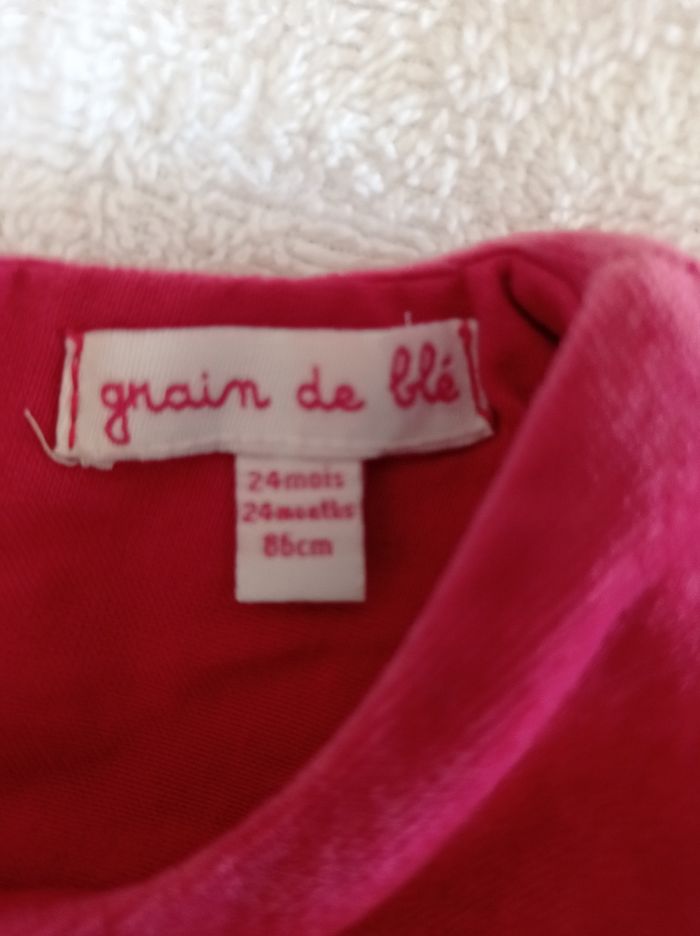 grain de blé
24mois
24months
86cm